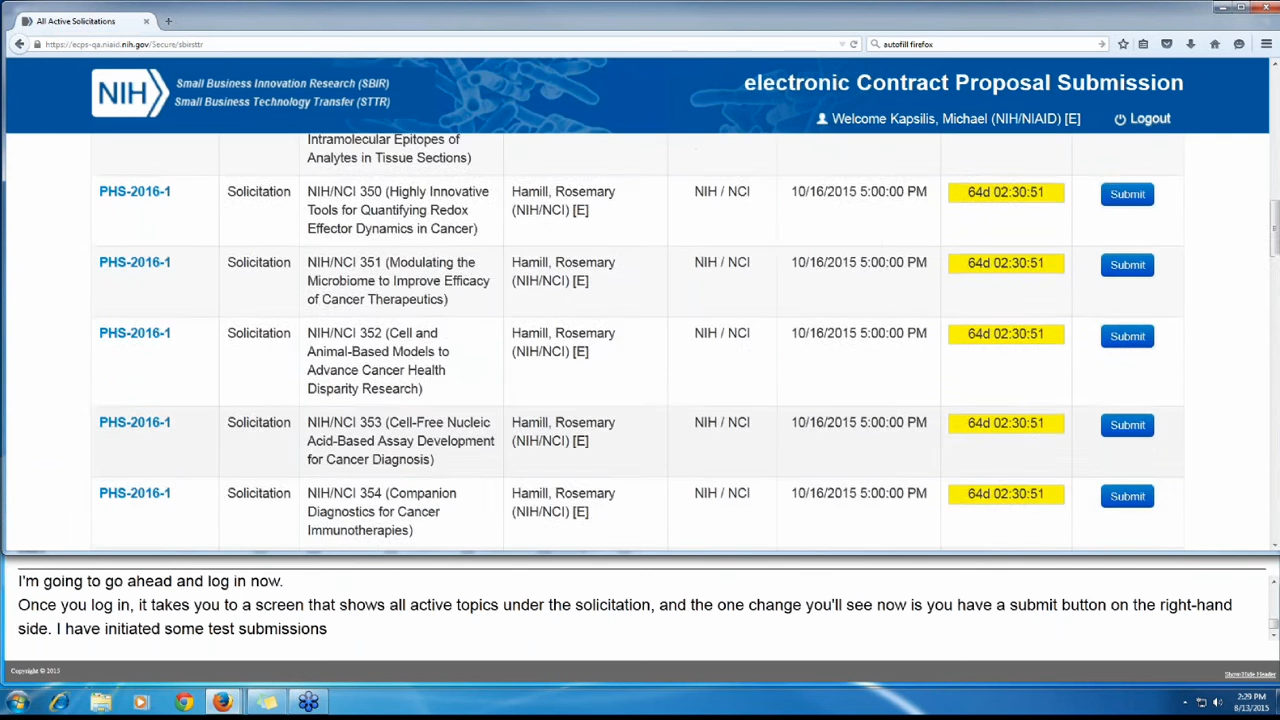 All Active Solicitations
https://ecps-qa.niaid.nih.gov/Secure/sbirsttr
autofill firefox
NIH
Small Business Innovation Research (SBIR)
Small Business Technology Transfer (STTR)
electronic Contract Proposal Submission
Welcome Kapsilis, Michael (NIH/NIAID) [E]
Logout
Intramolecular Epitopes of
Analytes in Tissue Sections)
PHS-2016-1 Solicitation NIH/NCI 350 (Highly Innovative Hamill, Rosemary NIH / NCI 10/16/2015 5:00:00 PM 64d 02:30:51 Submit
Tools for Quantifying Redox (NIH/NCI) [E]
Effector Dynamics in Cancer)
PHS-2016-1 Solicitation NIH/NCI 351 (Modulating the Hamill, Rosemary NIH / NCI 10/16/2015 5:00:00 PM 64d 02:30:51 Submit
Microbiome to Improve Efficacy (NIH/NCI) [E]
of Cancer Therapeutics)
PHS-2016-1 Solicitation NIH/NCI 352 (Cell and Hamill, Rosemary NIH / NCI 10/16/2015 5:00:00 PM 64d 02:30:51 Submit
Animal-Based Models to (NIH/NCI) [E]
Advance Cancer Health
Disparity Research)
PHS-2016-1 Solicitation NIH/NCI 353 (Cell-Free Nucleic Hamill, Rosemary NIH / NCI 10/16/2015 5:00:00 PM 64d 02:30:51 Submit
Acid-Based Assay Development (NIH/NCI) [E]
for Cancer Diagnosis)
PHS-2016-1 Solicitation NIH/NCI 354 (Companion Hamill, Rosemary NIH / NCI 10/16/2015 5:00:00 PM 64d 02:30:51 Submit
Diagnostics for Cancer (NIH/NCI) [E]
Immunotherapies)
I'm going to go ahead and log in now.
Once you log in, it takes you to a screen that shows all active topics under the solicitation, and the one change you'll see now is you have a submit button on the right-hand
side. I have initiated some test submissions
Copyright © 2015
Show/Hide Header
2:29 PM
8/13/2015